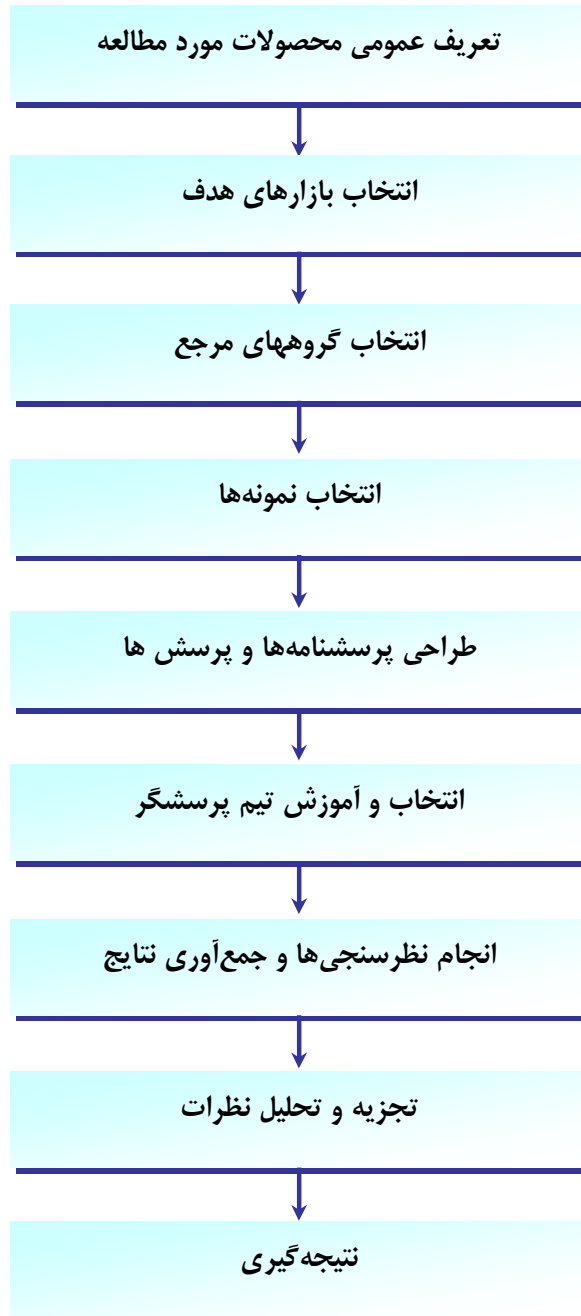 تعریف عمومی محصولات مورد مطالعه
انتخاب بازارهای هدف
انتخاب گروههای مرجع
انتخاب نمونه‌ها
طراحی پرسشنامه‌ها و پرسش ها
انتخاب و آموزش تیم پرسشگر
انجام نظرسنجی‌ها و جمع‌آوری نتایج
تجزیه و تحلیل نظرات
نتیجه‌گیری